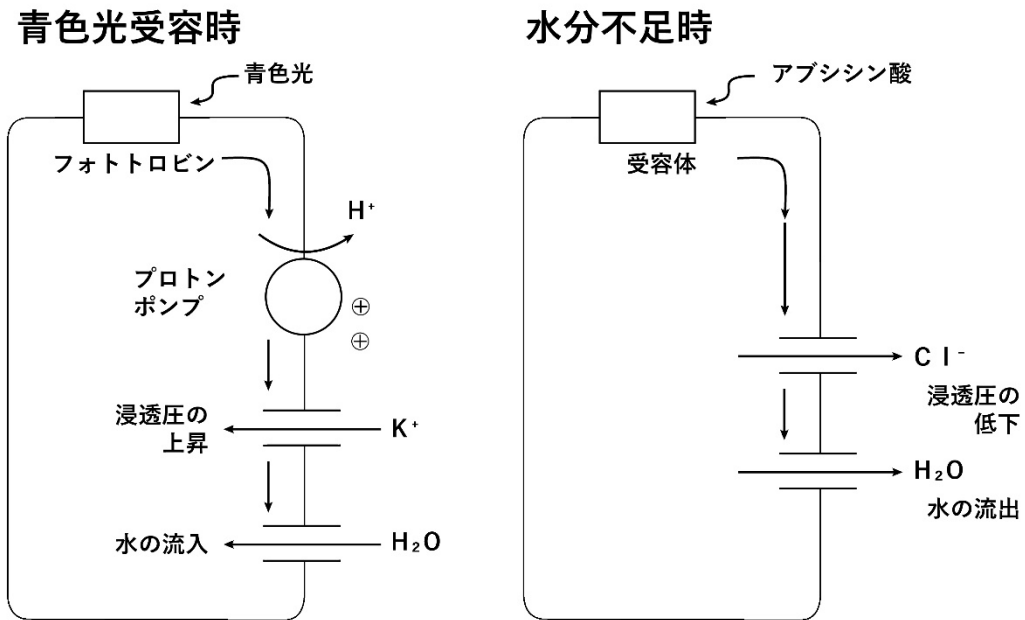 青色光受容時
青色光
フォトトロビン
H⁺
プロトン
ポンプ
⊕
⊕
浸透圧の
上昇
K⁺
水の流入
H₂O
水分不足時
アブシシン酸
受容体
Cl⁻
浸透圧の
低下
H₂O
水の流出